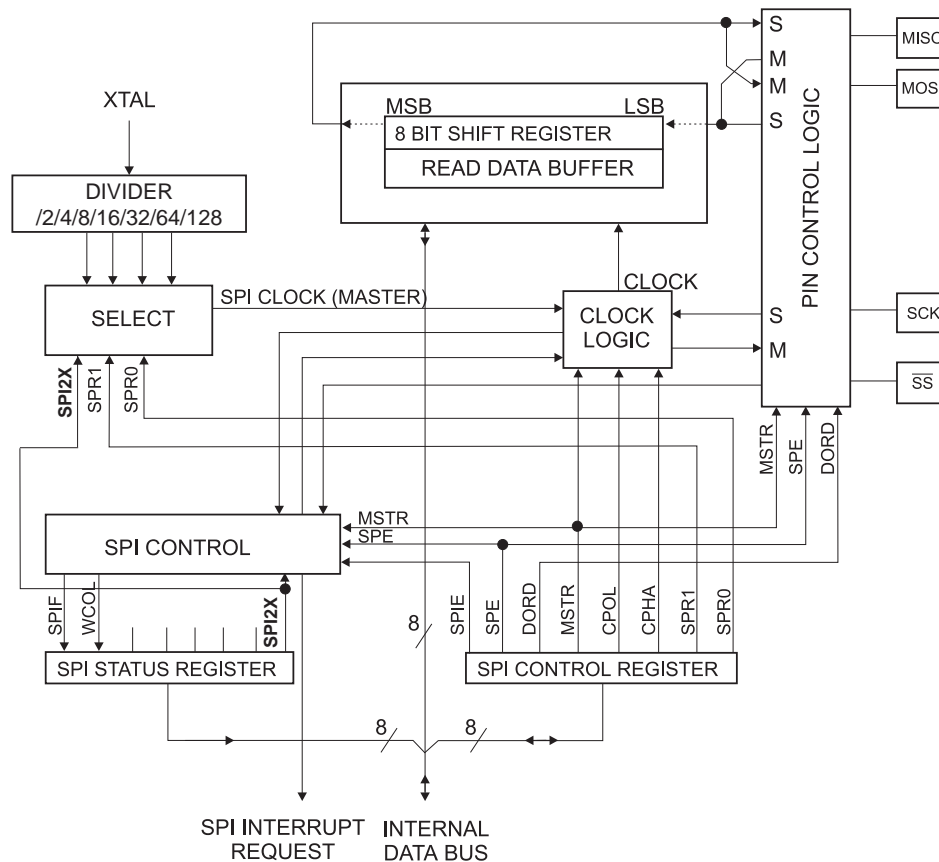 S
MISO
M
XTAL
MSB
LSB
M
MOSI
8 BIT SHIFT REGISTER
S
READ DATA BUFFER
DIVIDER
/2/4/8/16/32/64/128
PIN CONTROL LOGIC
CLOCK
SPI CLOCK (MASTER)
SELECT
CLOCK
LOGIC
S
SCK
M
SPI2X
SPR1
SPR0
SS
MSTR
SPE
DORD
MSTR
SPE
SPI CONTROL
SPIF
WCOL
SPI2X
8
SPIE
SPE
DORD
MSTR
CPOL
CPHA
SPR1
SPR0
SPI STATUS REGISTER
SPI CONTROL REGISTER
8
8
SPI INTERRUPT
REQUEST
INTERNAL
DATA BUS